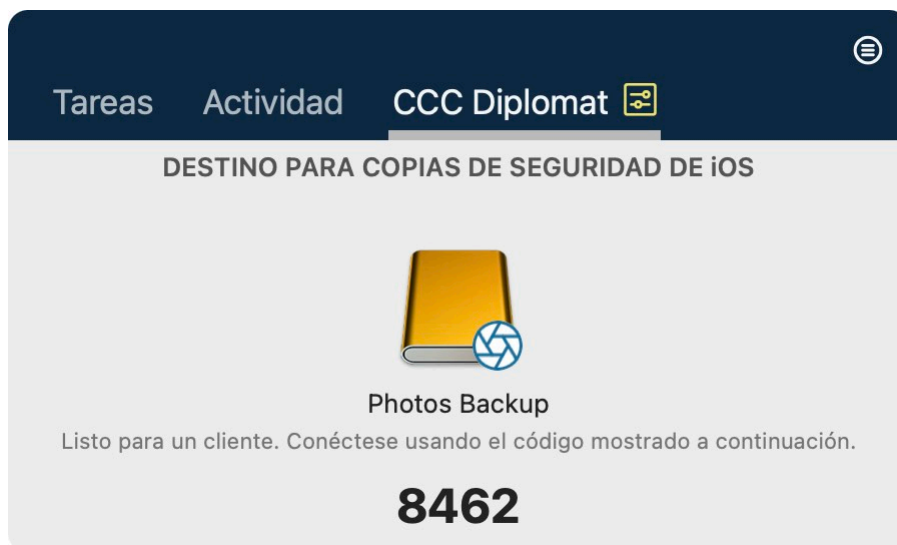 Tareas Actividad CCC Diplomat
DESTINO PARA COPIAS DE SEGURIDAD DE iOS
Photos Backup
Listo para un cliente. Conéctese usando el código mostrado a continuación.
8462